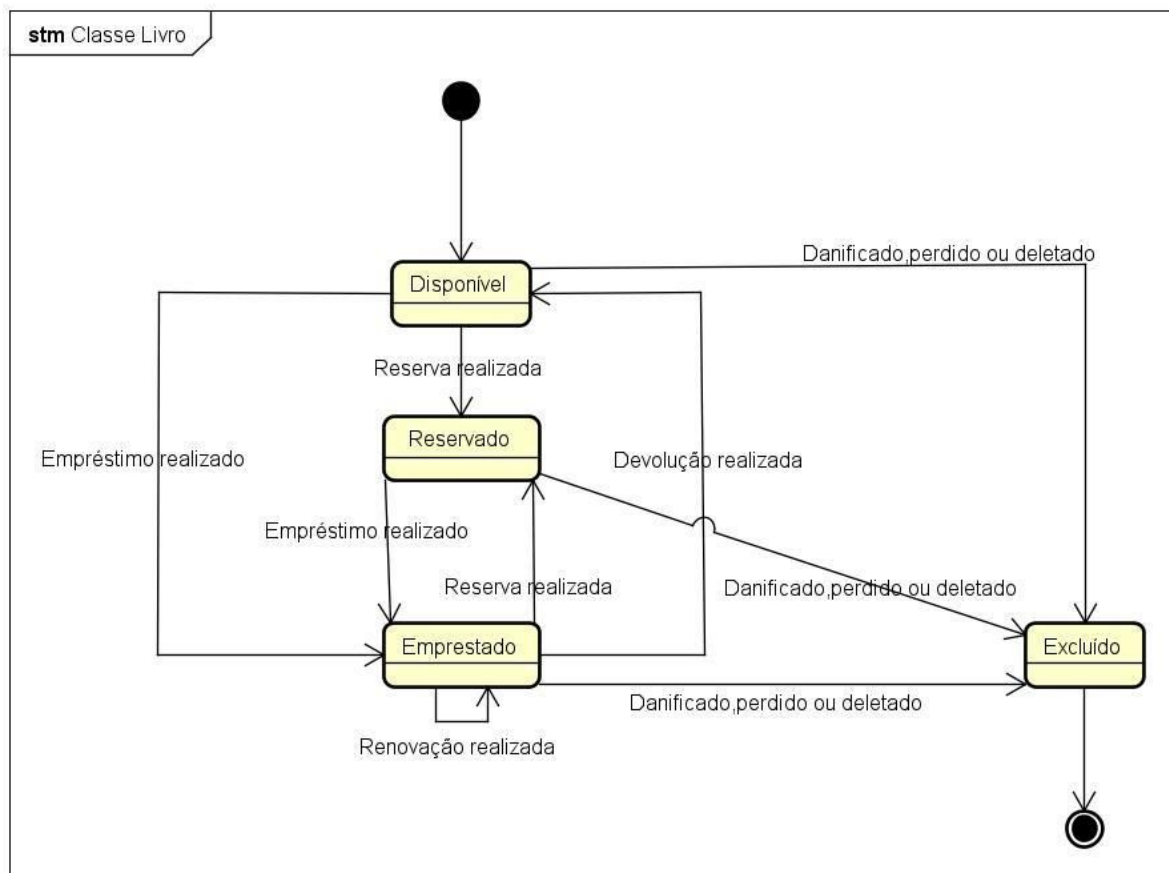 stm Classe Livro
Danificado,perdido ou deletado
Disponível
Reserva realizada
Reservado
Empréstimo realizado
Devolução realizada
Empréstimo realizado
Reserva realizada
Danificado,perdido ou deletado
Emprestado
Excluído
Danificado,perdido ou deletado
Renovação realizada